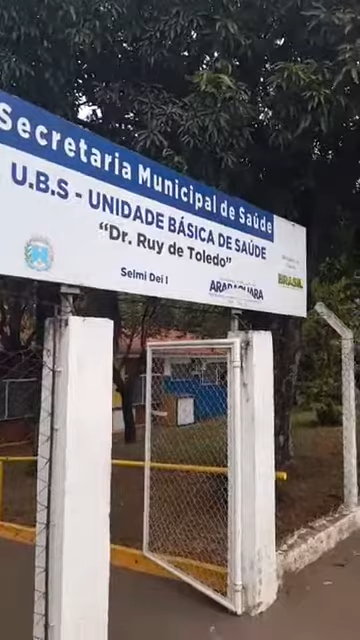 Secretaria Municipal de Saúde
U.B.S - UNIDADE BÁSICA DE SAÚDE
"Dr. Ruy de Toledo"
Selmi Dei I
ARARAQUARA
BRASIL